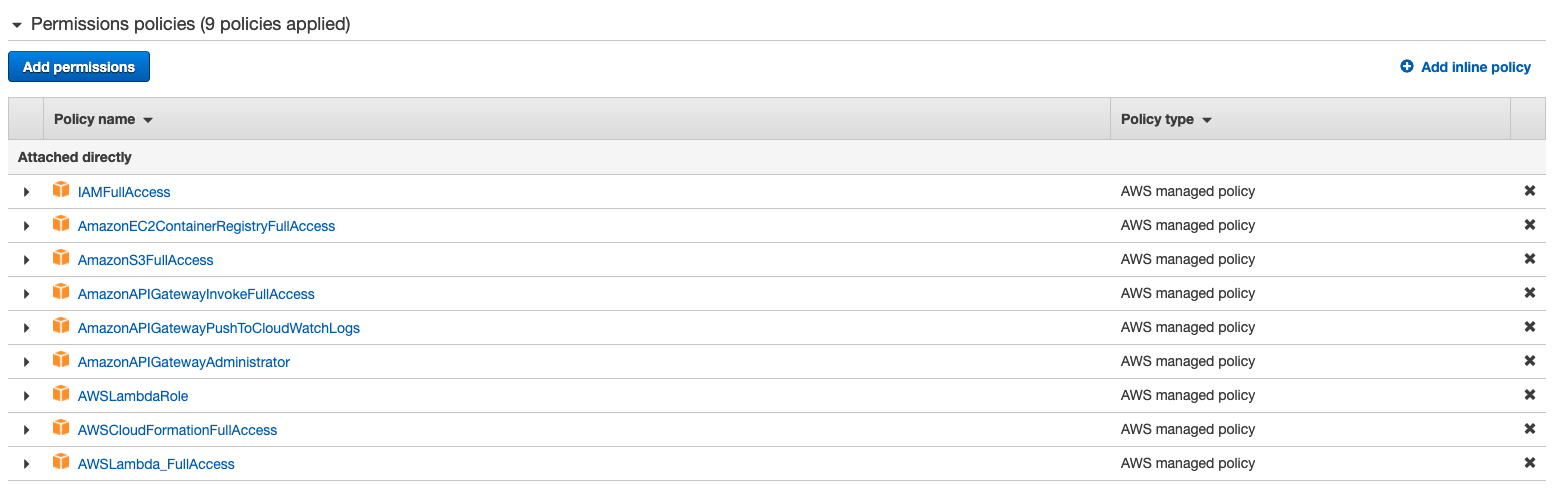 Permissions policies (9 policies applied)
Add permissions Add inline policy
Policy name Policy type
Attached directly
IAMFullAccess AWS managed policy
AmazonEC2ContainerRegistryFullAccess AWS managed policy
AmazonS3FullAccess AWS managed policy
AmazonAPIGatewayInvokeFullAccess AWS managed policy
AmazonAPIGatewayPushToCloudWatchLogs AWS managed policy
AmazonAPIGatewayAdministrator AWS managed policy
AWSLambdaRole AWS managed policy
AWSCloudFormationFullAccess AWS managed policy
AWSLambda_FullAccess AWS managed policy